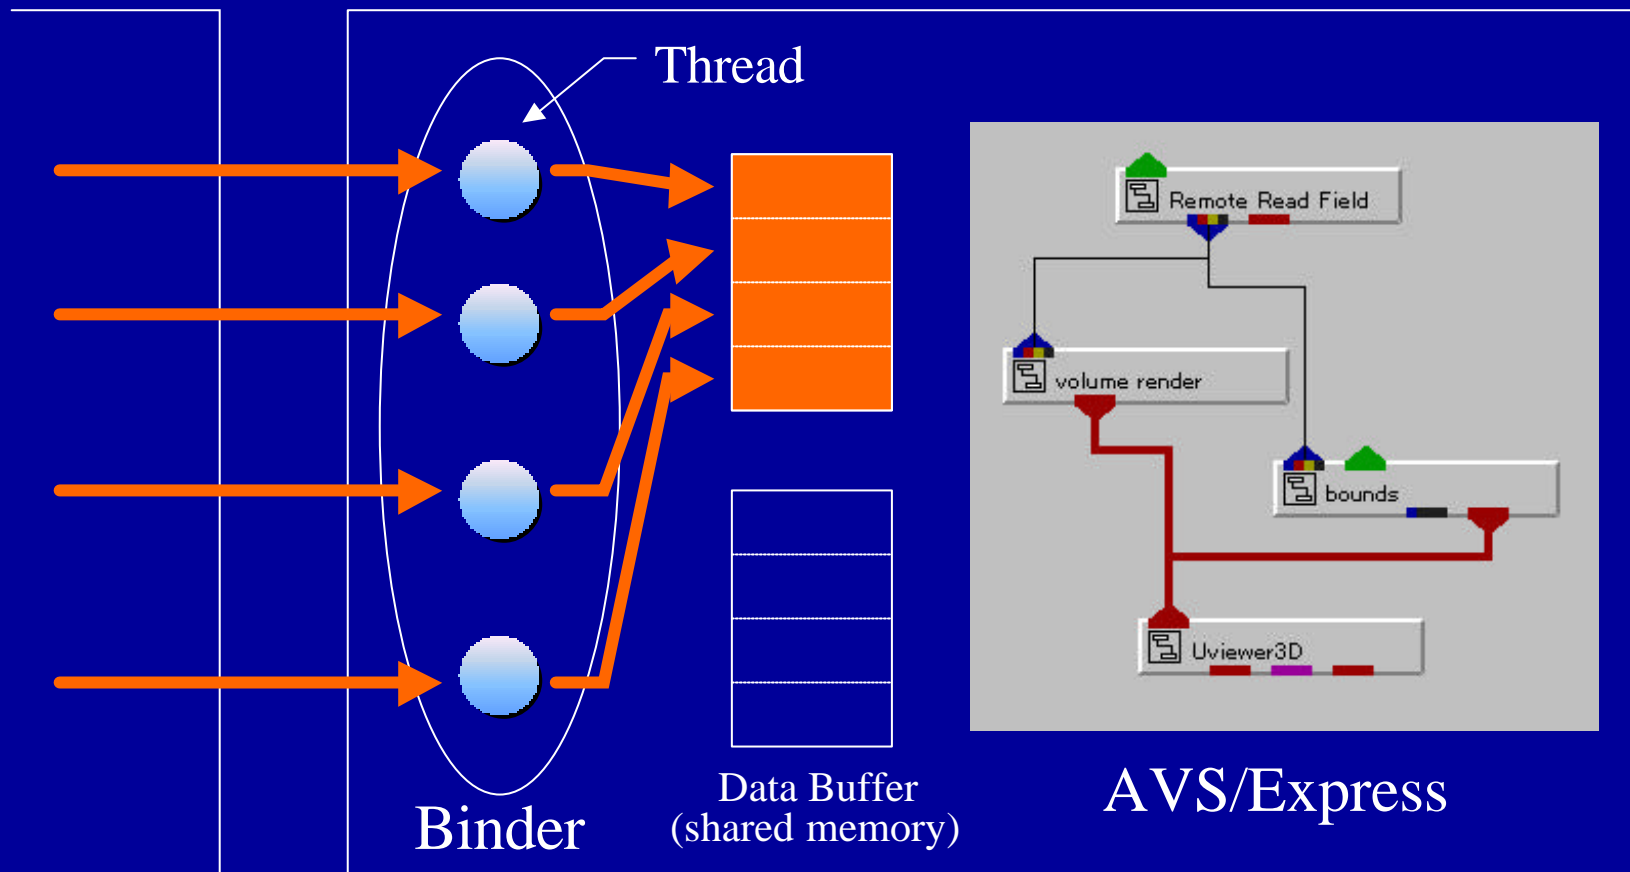 Thread
Remote Read Field
volume render
bounds
Uviewer3D
Data Buffer
(shared memory)
AVS/Express
Binder